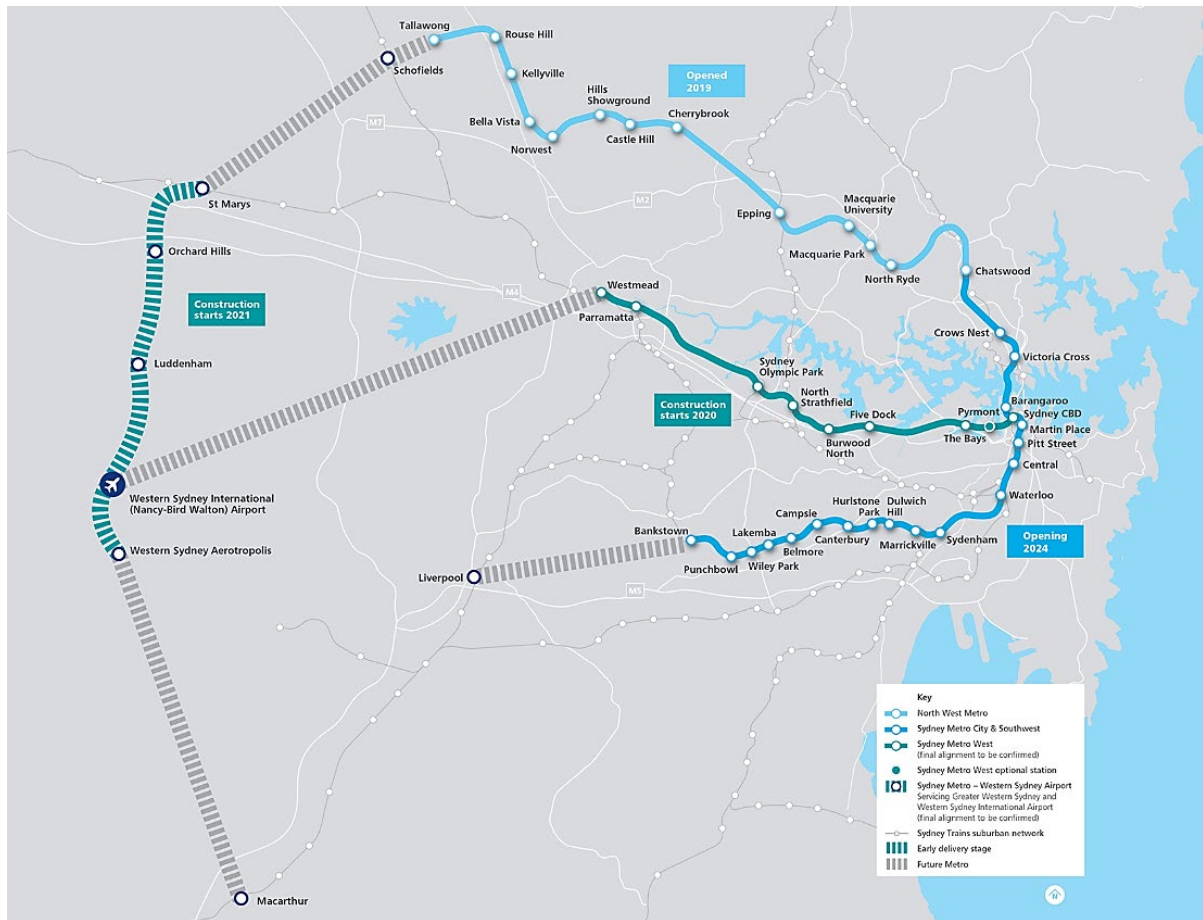 Tallawong
Rouse Hill
Schofields
Kellyville
Opened
2019
Hills
Showground
Cherrybrook
Bella Vista
M7
Castle Hill
Norwest
St Marys
M2
Macquarie
University
Epping
Orchard Hills
Macquarie Park
North Ryde
Chatswood
Westmead
M4
Construction
starts 2021
Parramatta
Crows Nest
Victoria Cross
Luddenham
Sydney
Olympic Park
North
Strathfield
Construction
starts 2020
Five Dock
Barangaroo
Pyrmont
Sydney CBD
Martin Place
The Bays
Pitt Street
Burwood
North
Central
Western Sydney International
(Nancy-Bird Walton) Airport
Waterloo
Hurlstone
Park
Dulwich
Hill
Campsie
Bankstown
Lakemba
Canterbury
Belmore
Marrickville
Sydenham
Opening
2024
Western Sydney Aerotropolis
Punchbowl
Wiley Park
Liverpool
M5
Key
North West Metro
Sydney Metro City & Southwest
Sydney Metro West
(final alignment to be confirmed)
Sydney Metro West optional station
Sydney Metro – Western Sydney Airport
Servicing Greater Western Sydney and
Western Sydney International Airport
(final alignment to be confirmed)
Sydney Trains suburban network
Early delivery stage
Future Metro
Macarthur
N